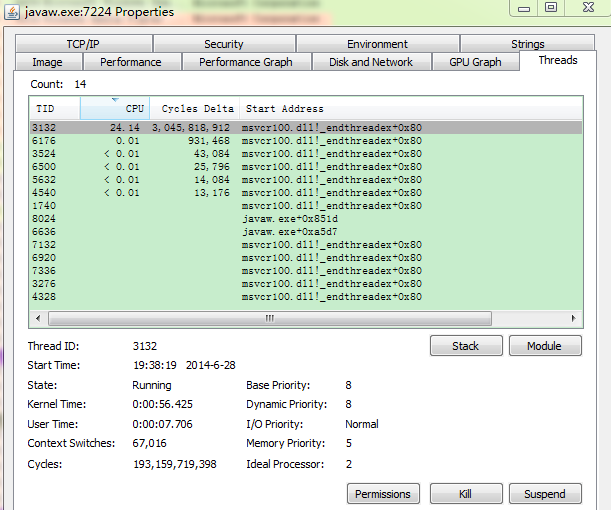 javaw.exe:7224 Properties
TCP/IP Security Environment Strings
Image Performance Performance Graph Disk and Network GPU Graph Threads
Count: 14
TID CPU Cycles Delta Start Address
3132 24.14 3,045,818,912 msvcr100.dll!_endthreadex+0x80
6176 0.01 931,468 msvcr100.dll!_endthreadex+0x80
3524 < 0.01 43,084 msvcr100.dll!_endthreadex+0x80
6500 < 0.01 25,796 msvcr100.dll!_endthreadex+0x80
5632 < 0.01 14,084 msvcr100.dll!_endthreadex+0x80
4540 < 0.01 13,176 msvcr100.dll!_endthreadex+0x80
1740 msvcr100.dll!_endthreadex+0x80
8024 javaw.exe+0x851d
6636 javaw.exe+0xa5d7
7132 msvcr100.dll!_endthreadex+0x80
6920 msvcr100.dll!_endthreadex+0x80
7336 msvcr100.dll!_endthreadex+0x80
3276 msvcr100.dll!_endthreadex+0x80
4328 msvcr100.dll!_endthreadex+0x80
Thread ID: 3132 Stack Module
Start Time: 19:38:19 2014-6-28
State: Running Base Priority: 8
Kernel Time: 0:00:56.425 Dynamic Priority: 8
User Time: 0:00:07.706 I/O Priority: Normal
Context Switches: 67,016 Memory Priority: 5
Cycles: 193,159,719,398 Ideal Processor: 2
Permissions Kill Suspend